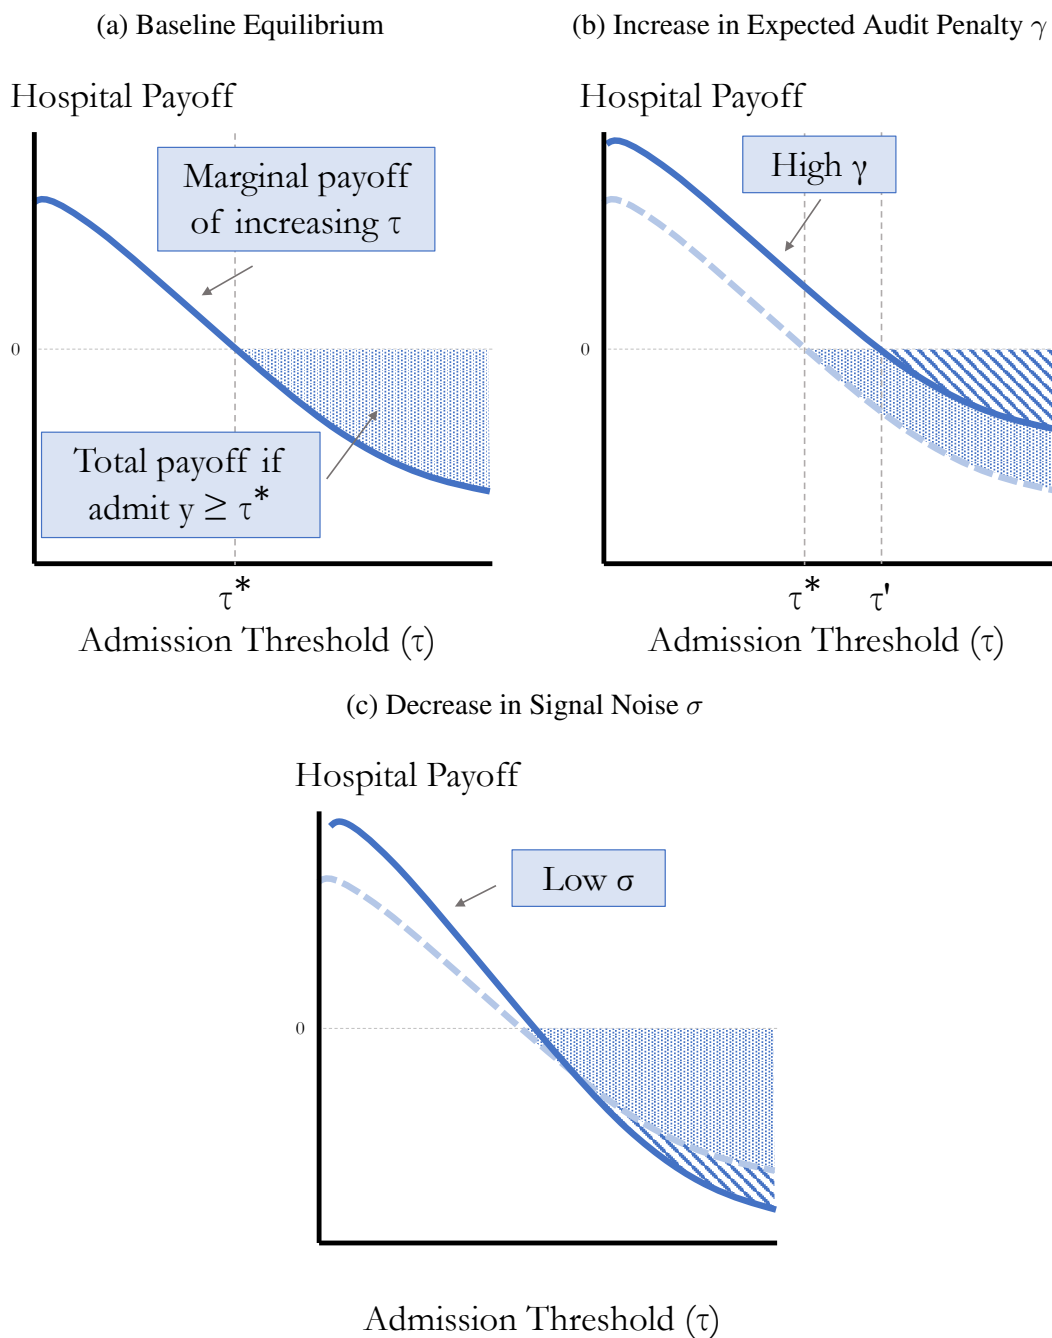 (a) Baseline Equilibrium
Hospital Payoff
Marginal payoff
of increasing τ
0
Total payoff if
admit y ≥ τ*
τ*
Admission Threshold (τ)
(b) Increase in Expected Audit Penalty γ
Hospital Payoff
High γ
0
τ*
τ'
Admission Threshold (τ)
(c) Decrease in Signal Noise σ
Hospital Payoff
Low σ
0
Admission Threshold (τ)